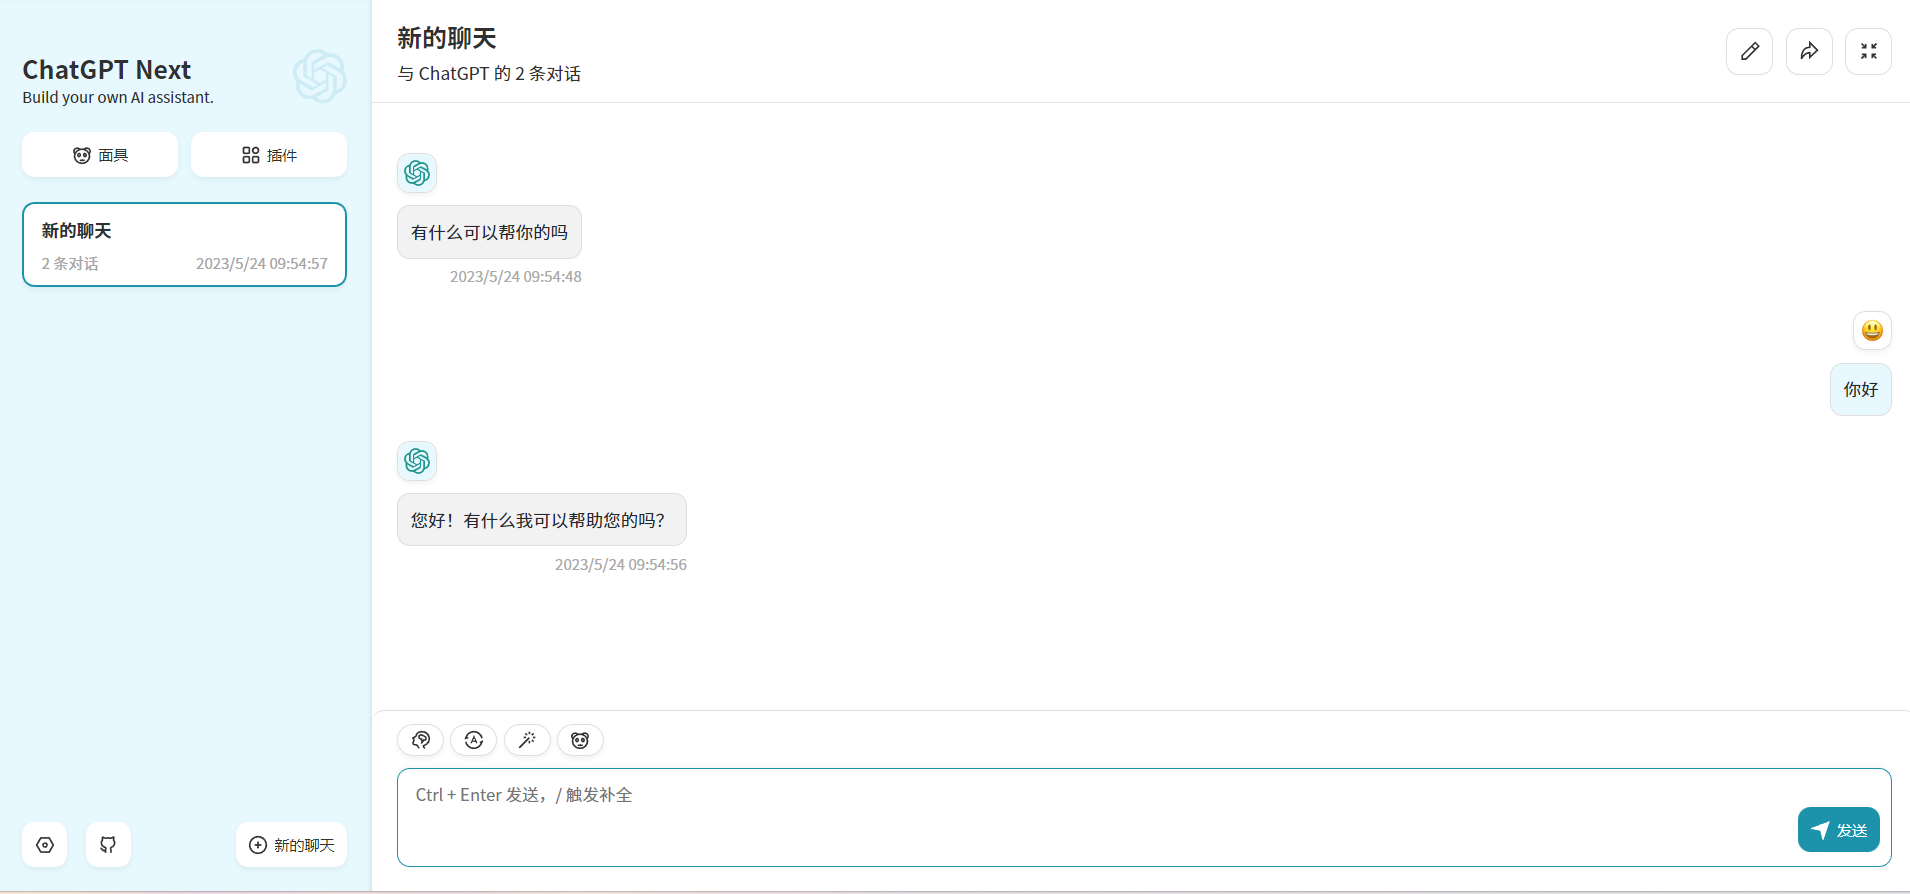 ChatGPT Next
Build your own AI assistant.
面具
插件
新的聊天
2 条对话
2023/5/24 09:54:57
新的聊天
新的聊天
与 ChatGPT 的 2 条对话
有什么可以帮你的吗
2023/5/24 09:54:48
你好
您好！有什么我可以帮助您的吗？
2023/5/24 09:54:56
Ctrl + Enter 发送，/ 触发补全
发送